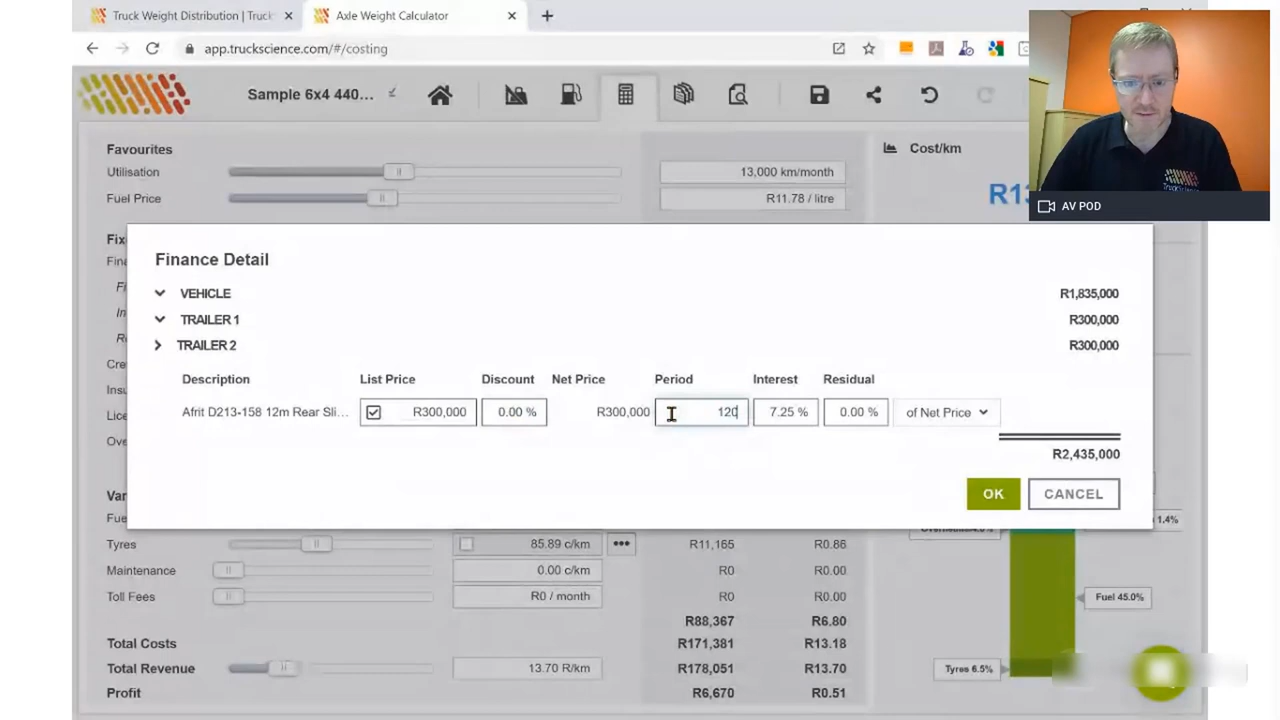 Truck Weight Distribution | Truck
Axle Weight Calculator
app.truckscience.com/#/costing
Sample 6x4 440...
AV POD
Favourites
Utilisation 13,000 km/month
Fuel Price R11.78 / litre
Cost/km
Finance Detail
VEHICLE R1,835,000
TRAILER 1 R300,000
TRAILER 2 R300,000
Description List Price Discount Net Price Period Interest Residual
Afrit D213-158 12m Rear Sli... R300,000 0.00 % R300,000 120 7.25 % 0.00 % of Net Price
R2,435,000
OK CANCEL
1.4%
Tyres 85.89 c/km ••• R11,165 R0.86
Maintenance 0.00 c/km R0 R0.00
Toll Fees R0 / month R0 R0.00
Fuel 45.0%
R88,367 R6.80
Total Costs R171,381 R13.18
Total Revenue 13.70 R/km R178,051 R13.70
Tyres 6.5%
Profit R6,670 R0.51